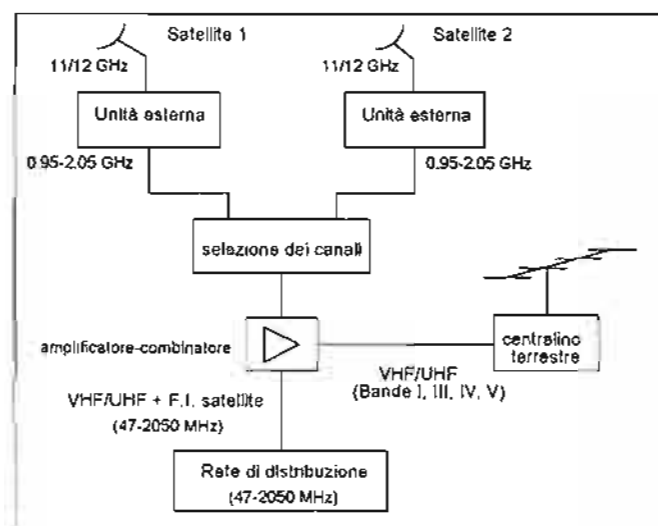 Satellite 1
Satellite 2
11/12 GHz
11/12 GHz
Unità esterna
Unità esterna
0.95-2.05 GHz
0.95-2.05 GHz
selezione dei canali
amplificatore-combinatore
centralino
terrestre
VHF/UHF
(Bande I, III, IV, V)
VHF/UHF + F.I. satellite
(47-2050 MHz)
Rete di distribuzione
(47-2050 MHz)